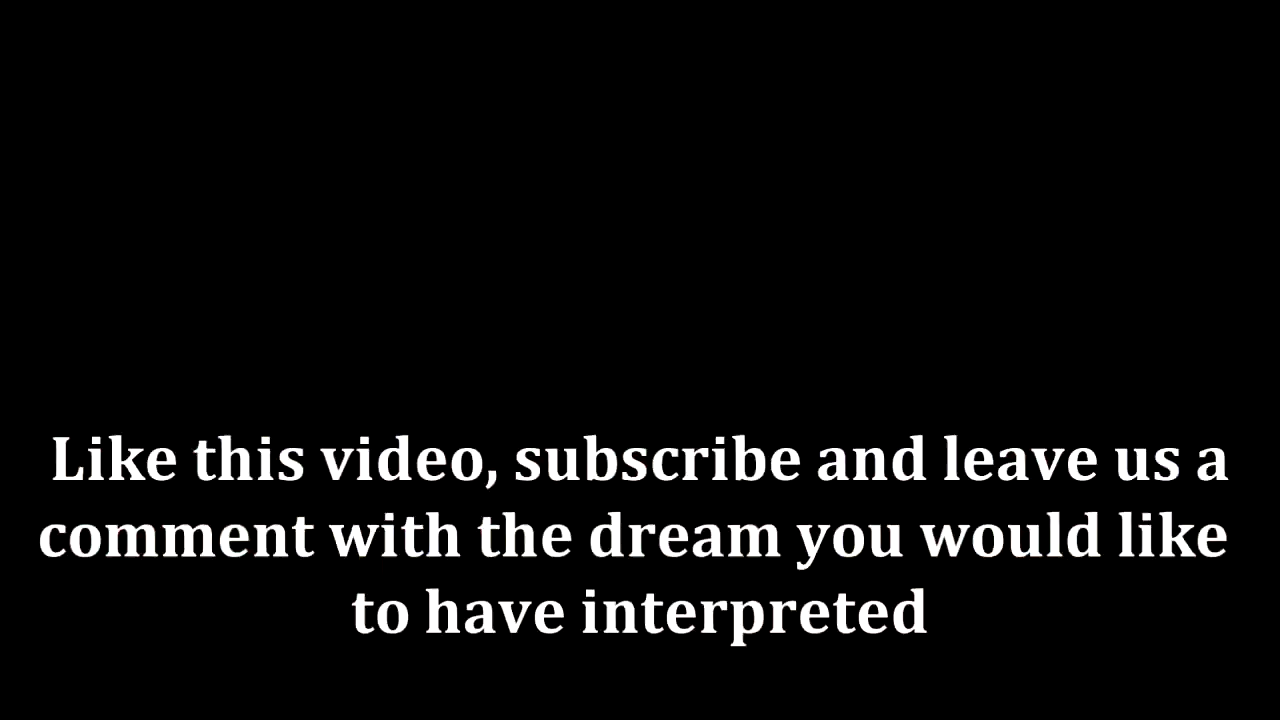 Like this video, subscribe and leave us a
comment with the dream you would like
to have interpreted